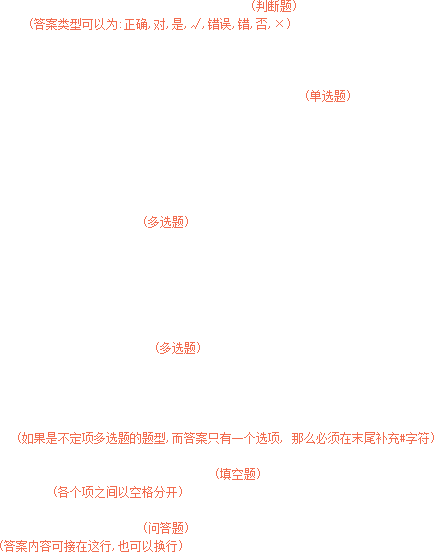 (判断题)
(答案类型可以为:正确,对,是,√,错误,错,否,×)
(单选题)
(多选题)
(多选题)
(如果是不定项多选题的题型,而答案只有一个选项, 那么必须在末尾补充#字符)
(填空题)
(各个项之间以空格分开)
(问答题)
(答案内容可接在这行,也可以换行)